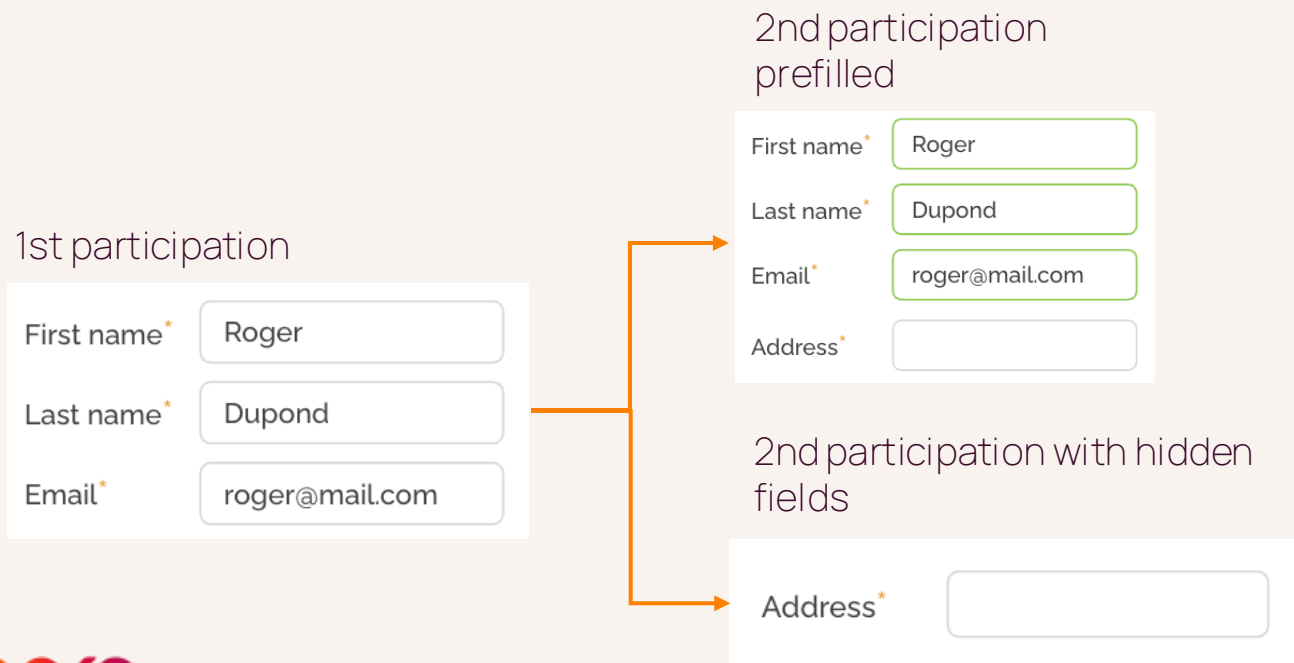 1st participation
First name* Roger
Last name* Dupond
Email* roger@mail.com
2nd participation
prefilled
First name* Roger
Last name* Dupond
Email* roger@mail.com
Address*
2nd participation with hidden
fields
Address*